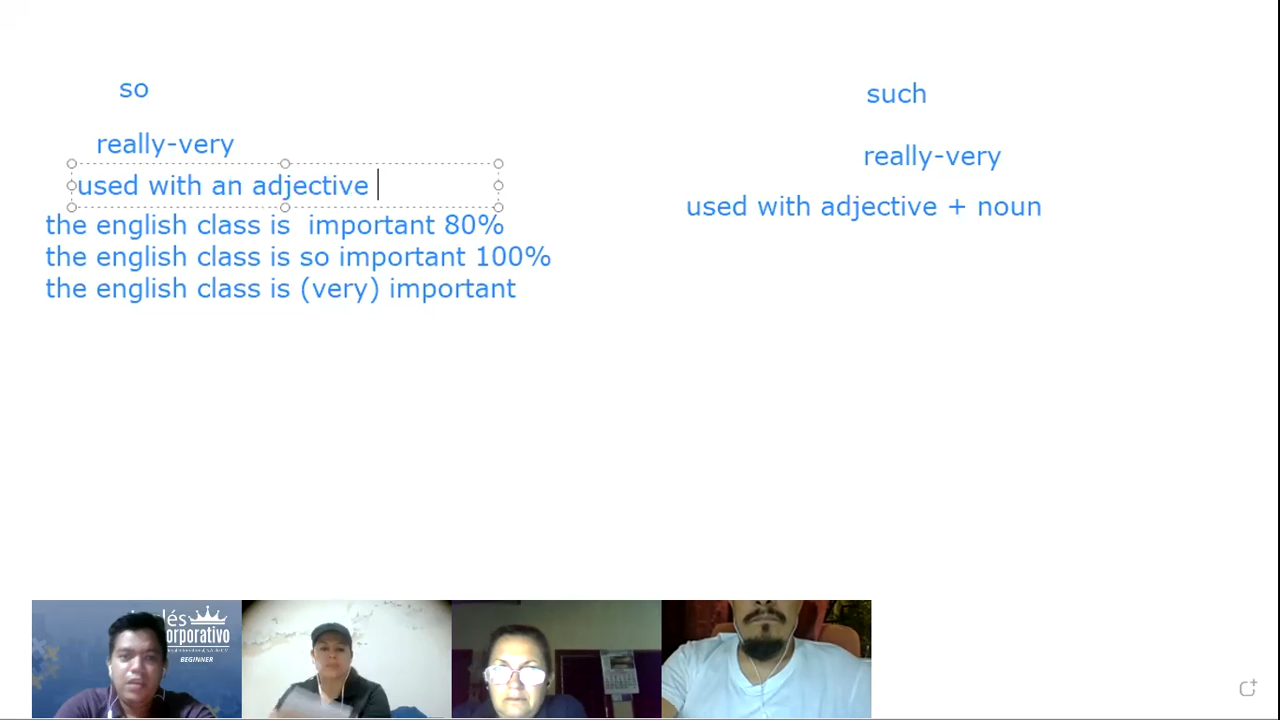 so
really-very
used with an adjective
the english class is  important 80%
the english class is so important 100%
the english class is (very) important
such
really-very
used with adjective + noun
BEGINNER